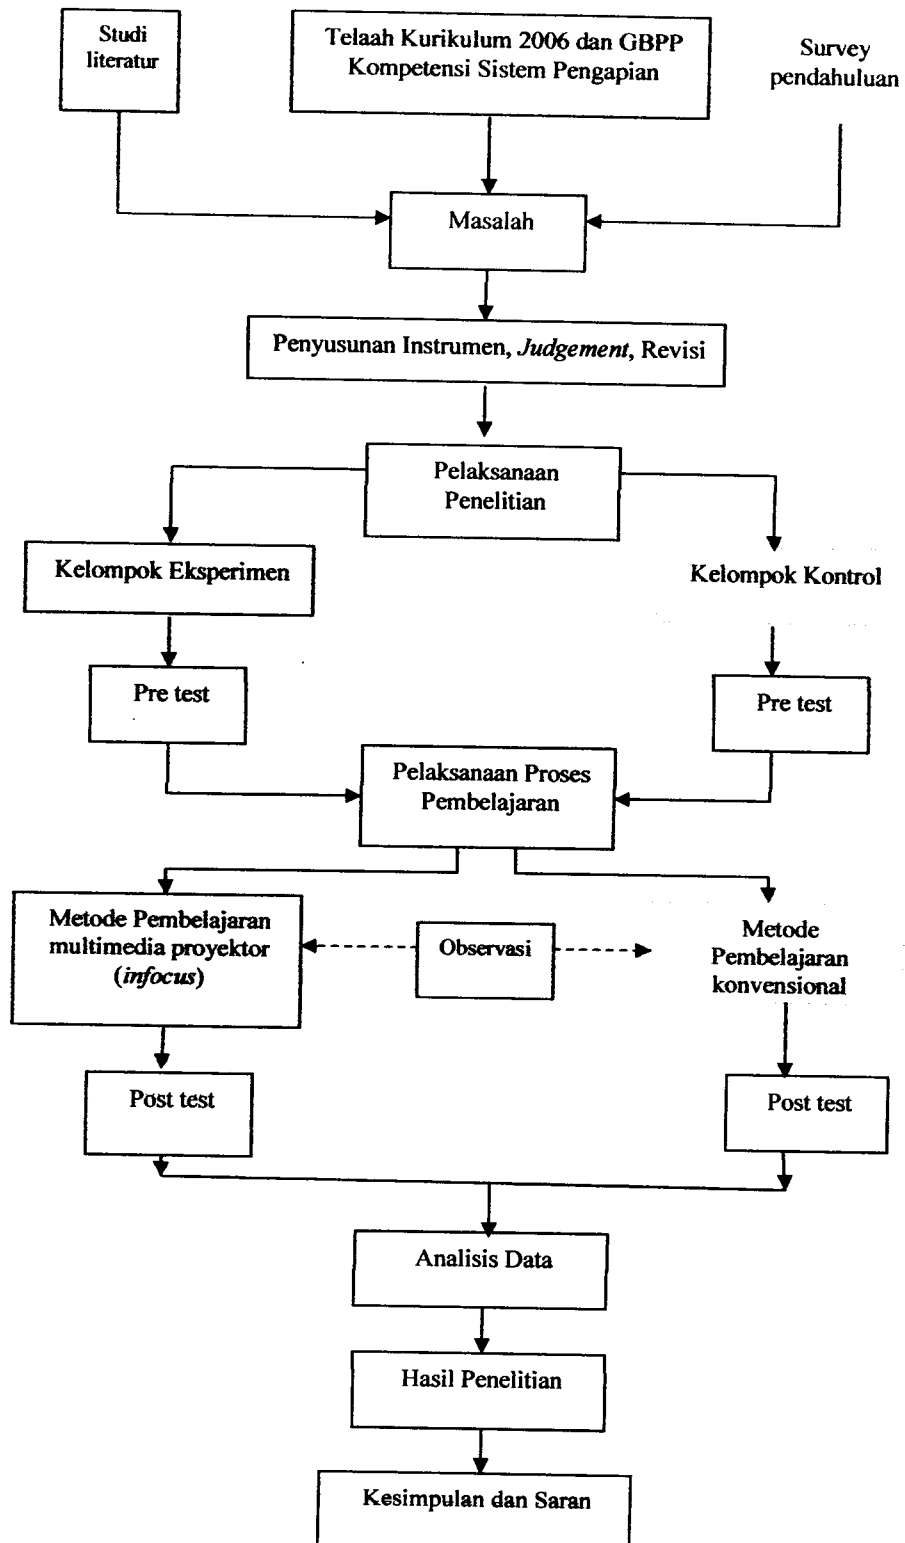 Studi
literatur
Telaah Kurikulum 2006 dan GBPP
Kompetensi Sistem Pengapian
Survey
pendahuluan
Masalah
Penyusunan Instrumen, Judgement, Revisi
Pelaksanaan
Penelitian
Kelompok Eksperimen
Kelompok Kontrol
Pre test
Pre test
Pelaksanaan Proses
Pembelajaran
Metode Pembelajaran
multimedia proyektor
(infocus)
Observasi
Metode
Pembelajaran
konvensional
Post test
Post test
Analisis Data
Hasil Penelitian
Kesimpulan dan Saran